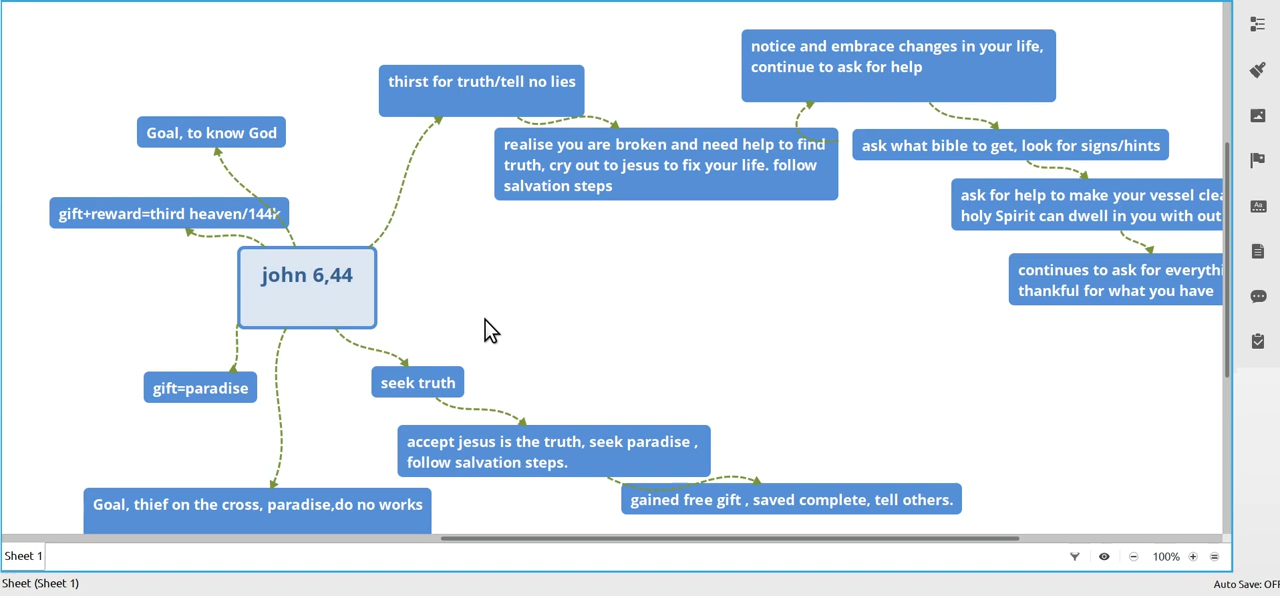 notice and embrace changes in your life,
continue to ask for help
thirst for truth/tell no lies
Goal, to know God
realise you are broken and need help to find
truth, cry out to jesus to fix your life. follow
salvation steps
ask what bible to get, look for signs/hints
ask for help to make your vessel
holy Spirit can dwell in you with out
gift+reward=third heaven/144k
john 6,44
continues to ask for
thankful for what you have
gift=paradise
seek truth
accept jesus is the truth, seek paradise ,
follow salvation steps.
Goal, thief on the cross, paradise,do no works
gained free gift , saved complete, tell others.
Aa
Sheet 1
100%
Sheet (Sheet 1)
Auto Save: OFF